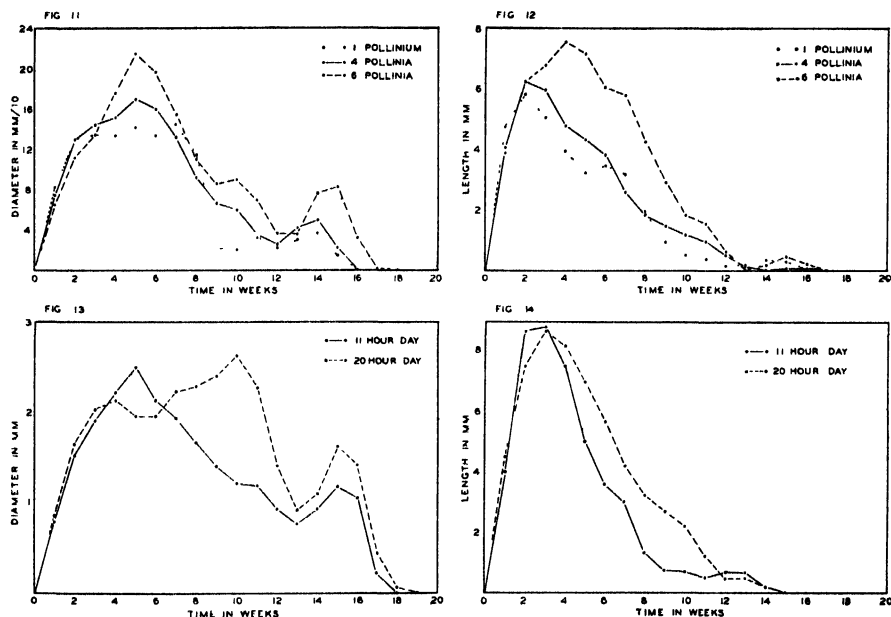 FIG 11
24
20
16
12
8
4
DIAMETER IN MM/10
1 POLLINIUM
4 POLLINIA
6 POLLINIA
0 2 4 6 8 10 12 14 16 18 20
TIME IN WEEKS
FIG 12
8
6
4
2
LENGTH IN MM
1 POLLINIUM
4 POLLINIA
6 POLLINIA
0 2 4 6 8 10 12 14 16 18 20
TIME IN WEEKS
FIG 13
3
2
1
DIAMETER IN MM
11 HOUR DAY
20 HOUR DAY
0 2 4 6 8 10 12 14 16 18 20
TIME IN WEEKS
FIG 14
8
6
4
2
LENGTH IN MM
11 HOUR DAY
20 HOUR DAY
0 2 4 6 8 10 12 14 16 18 20
TIME IN WEEKS